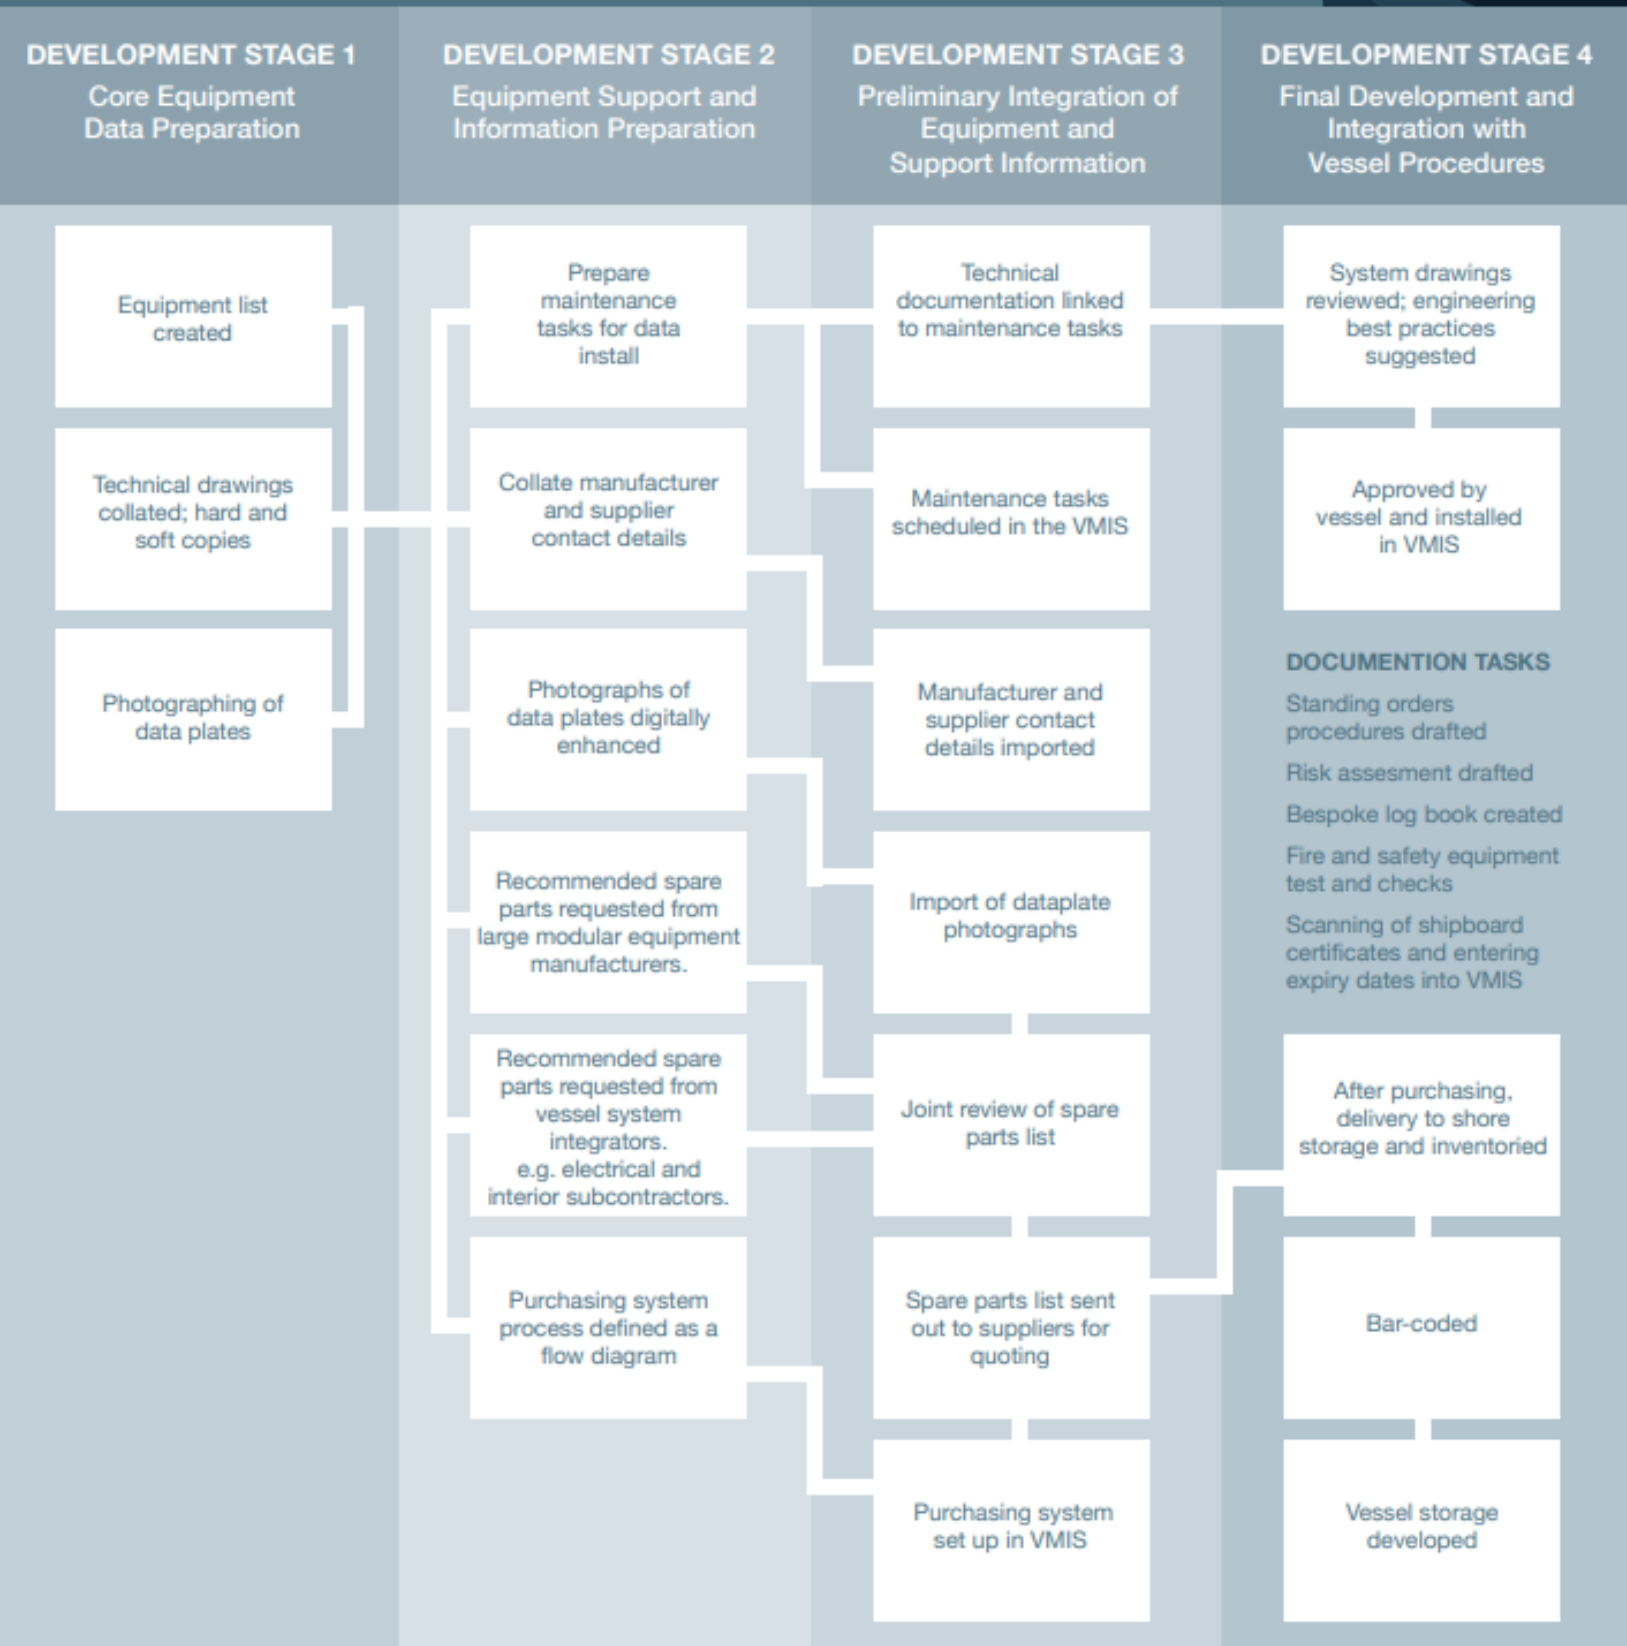 DEVELOPMENT STAGE 1
Core Equipment
Data Preparation
Equipment list
created
Technical drawings
collated; hard and
soft copies
Photographing of
data plates
DEVELOPMENT STAGE 2
Equipment Support and
Information Preparation
Prepare
maintenance
tasks for data
install
Collate manufacturer
and supplier
contact details
Photographs of
data plates digitally
enhanced
Recommended spare
parts requested from
large modular equipment
manufacturers.
Recommended spare
parts requested from
vessel system
integrators.
e.g. electrical and
interior subcontractors.
Purchasing system
process defined as a
flow diagram
DEVELOPMENT STAGE 3
Preliminary Integration of
Equipment and
Support Information
Technical
documentation linked
to maintenance tasks
Maintenance tasks
scheduled in the VMIS
Manufacturer and
supplier contact
details imported
Import of dataplate
photographs
Joint review of spare
parts list
Spare parts list sent
out to suppliers for
quoting
Purchasing system
set up in VMIS
DEVELOPMENT STAGE 4
Final Development and
Integration with
Vessel Procedures
System drawings
reviewed; engineering
best practices
suggested
Approved by
vessel and installed
in VMIS
DOCUMENTION TASKS
Standing orders
procedures drafted
Risk assesment drafted
Bespoke log book created
Fire and safety equipment
test and checks
Scanning of shipboard
certificates and entering
expiry dates into VMIS
After purchasing,
delivery to shore
storage and inventoried
Bar-coded
Vessel storage
developed